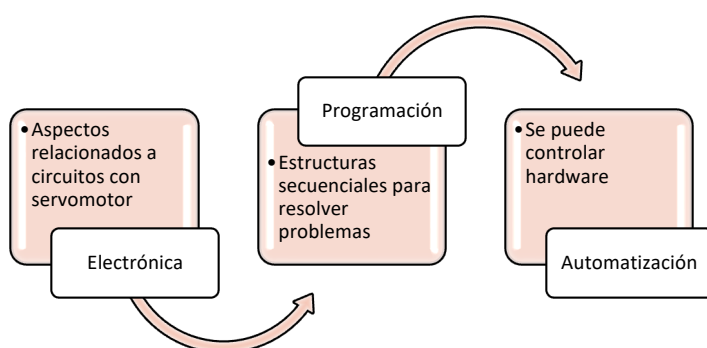 • Aspectos
relacionados a
circuitos con
servomotor
Electrónica
Programación
• Estructuras
secuenciales para
resolver
problemas
• Se puede
controlar
hardware
Automatización